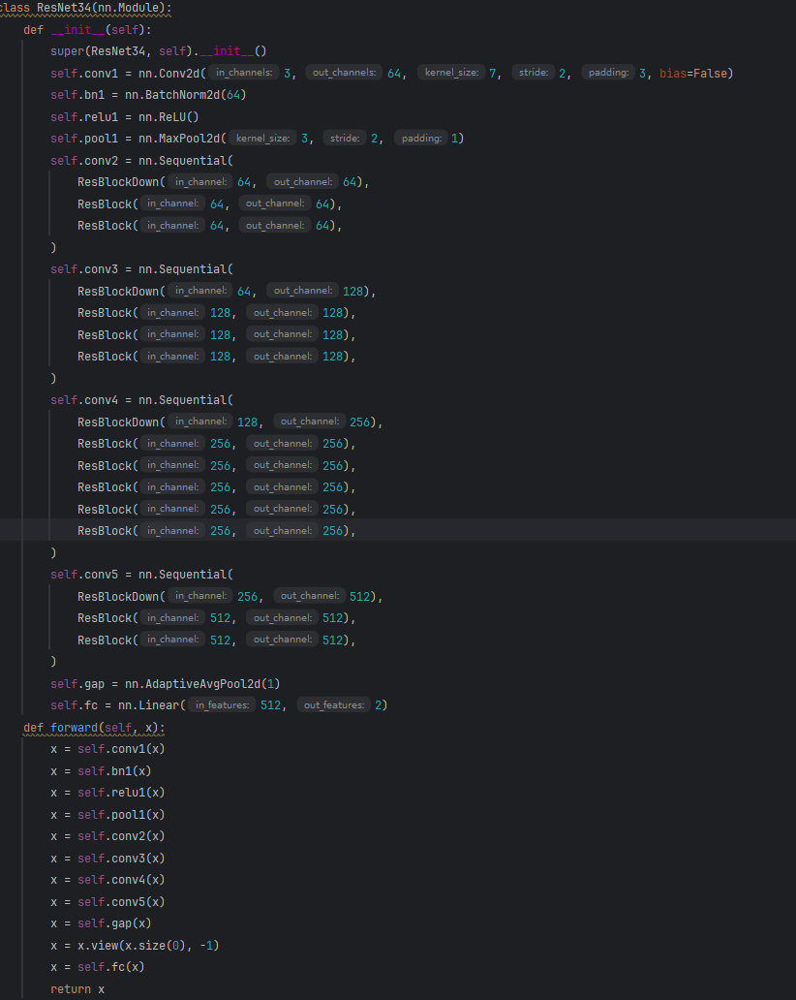 class ResNet34(nn.Module):
def __init__(self):
super(ResNet34, self).__init__()
self.conv1 = nn.Conv2d( in_channels: 3, out_channels: 64, kernel_size: 7, stride: 2, padding: 3, bias=False)
self.bn1 = nn.BatchNorm2d(64)
self.relu1 = nn.ReLU()
self.pool1 = nn.MaxPool2d( kernel_size: 3, stride: 2, padding: 1)
self.conv2 = nn.Sequential(
ResBlockDown( in_channel: 64, out_channel: 64),
ResBlock( in_channel: 64, out_channel: 64),
ResBlock( in_channel: 64, out_channel: 64),
)
self.conv3 = nn.Sequential(
ResBlockDown( in_channel: 64, out_channel: 128),
ResBlock( in_channel: 128, out_channel: 128),
ResBlock( in_channel: 128, out_channel: 128),
ResBlock( in_channel: 128, out_channel: 128),
)
self.conv4 = nn.Sequential(
ResBlockDown( in_channel: 128, out_channel: 256),
ResBlock( in_channel: 256, out_channel: 256),
ResBlock( in_channel: 256, out_channel: 256),
ResBlock( in_channel: 256, out_channel: 256),
ResBlock( in_channel: 256, out_channel: 256),
ResBlock( in_channel: 256, out_channel: 256),
)
self.conv5 = nn.Sequential(
ResBlockDown( in_channel: 256, out_channel: 512),
ResBlock( in_channel: 512, out_channel: 512),
ResBlock( in_channel: 512, out_channel: 512),
)
self.gap = nn.AdaptiveAvgPool2d(1)
self.fc = nn.Linear( in_features: 512, out_features: 2)
def forward(self, x):
x = self.conv1(x)
x = self.bn1(x)
x = self.relu1(x)
x = self.pool1(x)
x = self.conv2(x)
x = self.conv3(x)
x = self.conv4(x)
x = self.conv5(x)
x = self.gap(x)
x = x.view(x.size(0), -1)
x = self.fc(x)
return x